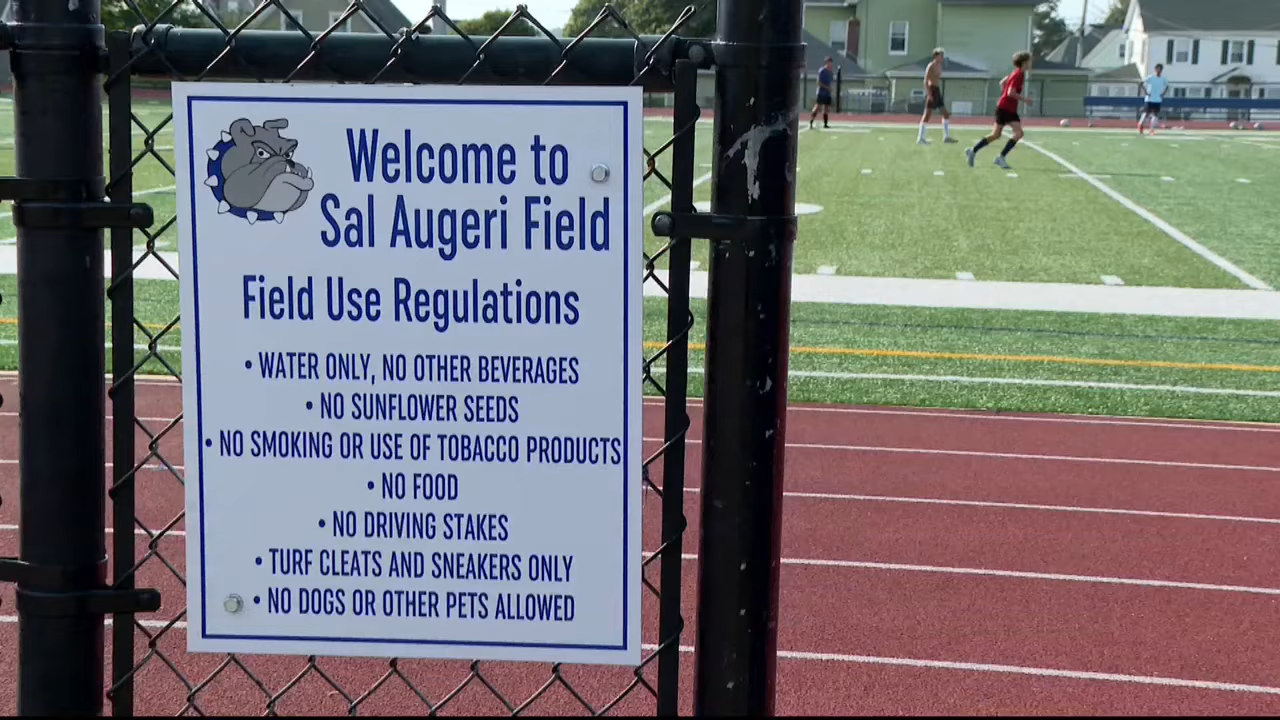 Welcome to
Sal Augeri Field
Field Use Regulations
• WATER ONLY, NO OTHER BEVERAGES
• NO SUNFLOWER SEEDS
• NO SMOKING OR USE OF TOBACCO PRODUCTS
• NO FOOD
• NO DRIVING STAKES
• TURF CLEATS AND SNEAKERS ONLY
• NO DOGS OR OTHER PETS ALLOWED